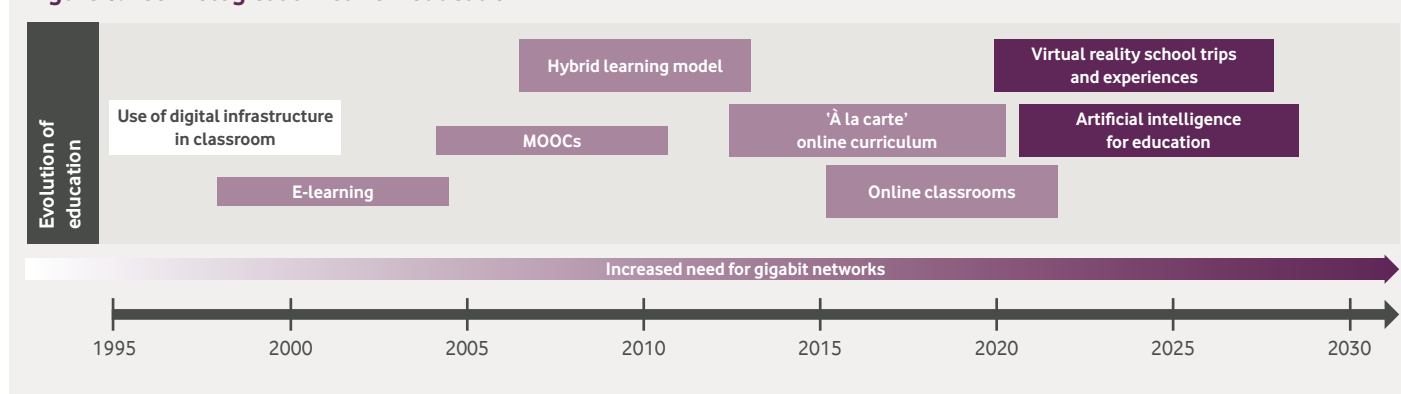 Evolution of
education
Hybrid learning model
Virtual reality school trips
and experiences
Use of digital infrastructure
in classroom
MOOCs
'À la carte'
online curriculum
Artificial intelligence
for education
E-learning
Online classrooms
Increased need for gigabit networks
1995
2000
2005
2010
2015
2020
2025
2030